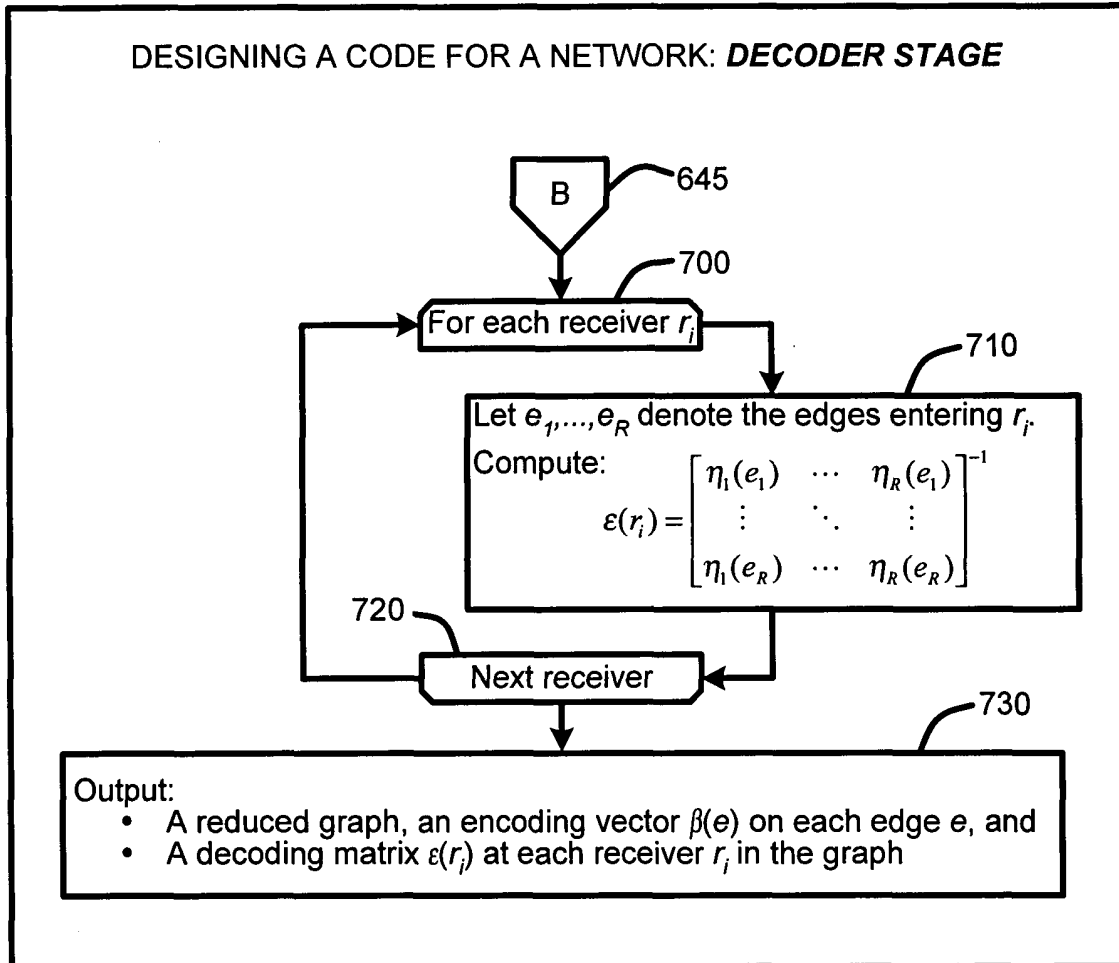 DESIGNING A CODE FOR A NETWORK: DECODER STAGE
B
645
700
For each receiver r_i
710
Let e_1,...,e_R denote the edges entering r_i.
Compute:
ε(r_i) = [ η_1(e_1) ⋯ η_R(e_1)
⋮ ⋱ ⋮
η_1(e_R) ⋯ η_R(e_R) ]^{-1}
720
Next receiver
730
Output:
• A reduced graph, an encoding vector β(e) on each edge e, and
• A decoding matrix ε(r_i) at each receiver r_i in the graph